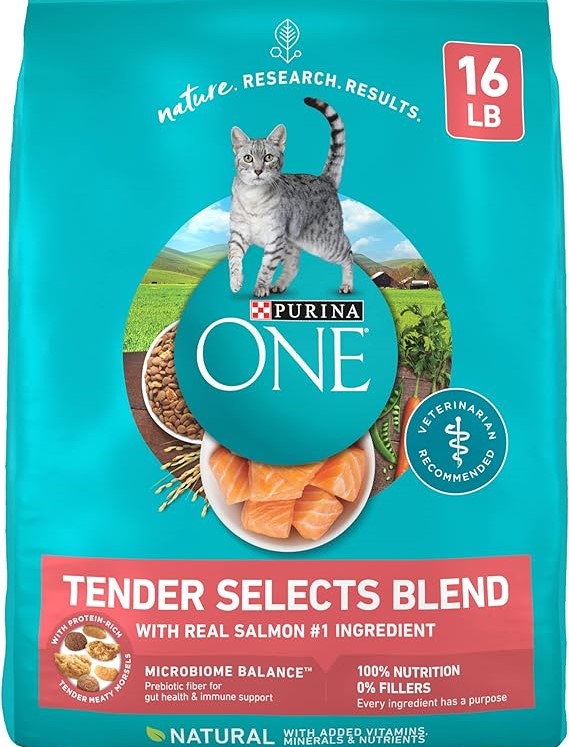 nature. RESEARCH. RESULTS.
16
LB
PURINA
ONE®
VETERINARIAN
RECOMMENDED
TENDER SELECTS BLEND
WITH REAL SALMON #1 INGREDIENT
WITH PROTEIN-RICH
TENDER MEATY MORSELS
MICROBIOME BALANCE™
Prebiotic fiber for
gut health & immune support
100% NUTRITION
0% FILLERS
Every ingredient has a purpose
NATURAL WITH ADDED VITAMINS,
MINERALS & NUTRIENTS